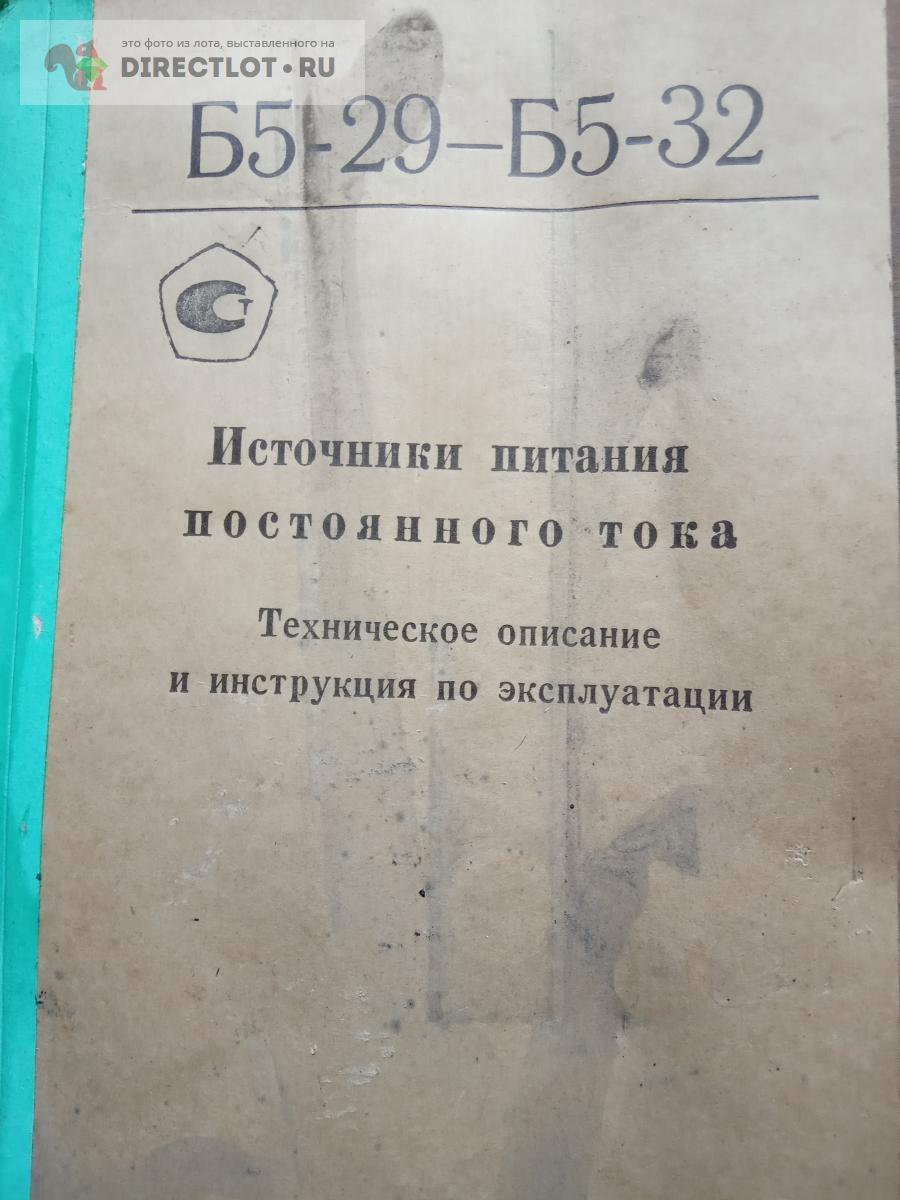 это фото из лота, выставленного на
DIRECTLOT.RU
Б5-29—Б5-32
Источники питания
постоянного тока
Техническое описание
и инструкция по эксплуатации